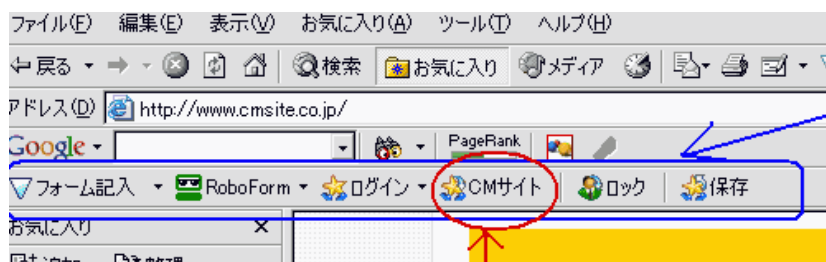 ファイル(F) 編集(E) 表示(V) お気に入り(A) ツール(T) ヘルプ(H)
戻る 検索 お気に入り メディア
アドレス(D) http://www.cmsite.co.jp/
Google PageRank
フォーム記入 RoboForm ログイン CMサイト ロック 保存
お気に入り ×